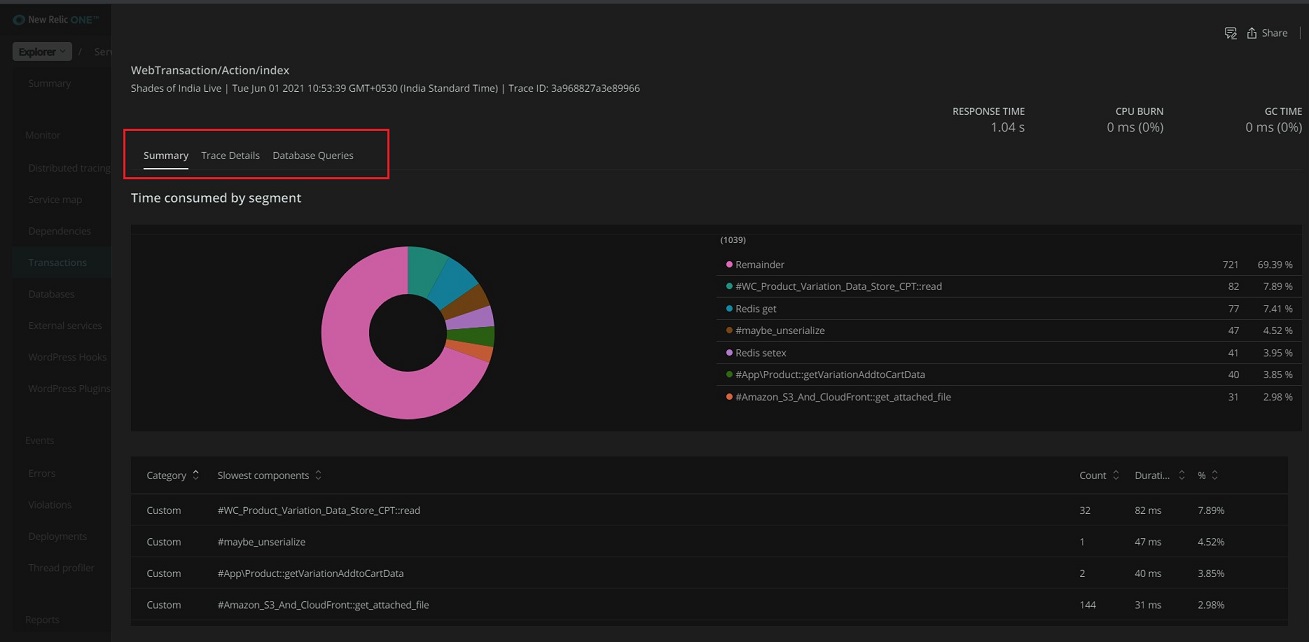 New Relic ONE™
Share
Explorer / Serv
WebTransaction/Action/index
Shades of India Live | Tue Jun 01 2021 10:53:39 GMT+0530 (India Standard Time) | Trace ID: 3a968827a3e89966
RESPONSE TIME CPU BURN GC TIME
1.04 s 0 ms (0%) 0 ms (0%)
Summary Trace Details Database Queries
Time consumed by segment
(1039)
Remainder 721 69.39 %
#WC_Product_Variation_Data_Store_CPT::read 82 7.89 %
Redis get 77 7.41 %
#maybe_unserialize 47 4.52 %
Redis setex 41 3.95 %
#App\Product::getVariationAddtoCartData 40 3.85 %
#Amazon_S3_And_CloudFront::get_attached_file 31 2.98 %
Category Slowest components Count Durati... %
Custom #WC_Product_Variation_Data_Store_CPT::read 32 82 ms 7.89%
Custom #maybe_unserialize 1 47 ms 4.52%
Custom #App\Product::getVariationAddtoCartData 2 40 ms 3.85%
Custom #Amazon_S3_And_CloudFront::get_attached_file 144 31 ms 2.98%
Summary
Monitor
Distributed tracing
Service map
Dependencies
Transactions
Databases
External services
WordPress Hooks
WordPress Plugins
Events
Errors
Violations
Deployments
Thread profiler
Reports